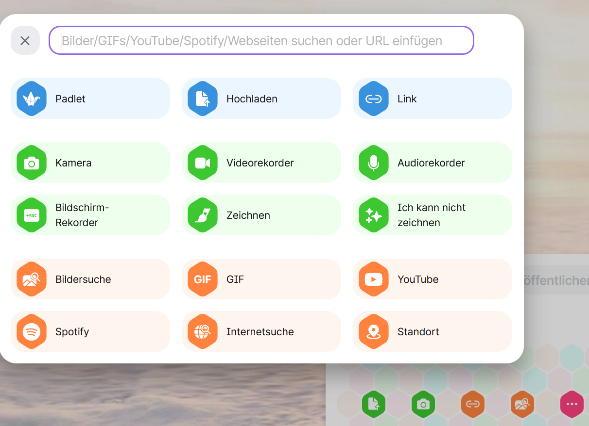 Bilder/GIFs/YouTube/Spotify/Webseiten suchen oder URL einfügen
Padlet
Hochladen
Link
Kamera
Videorekorder
Audiorekorder
Bildschirm-
Rekorder
Zeichnen
Ich kann nicht
zeichnen
Bildersuche
GIF
GIF
YouTube
Spotify
Internetsuche
Standort
öffentlichen